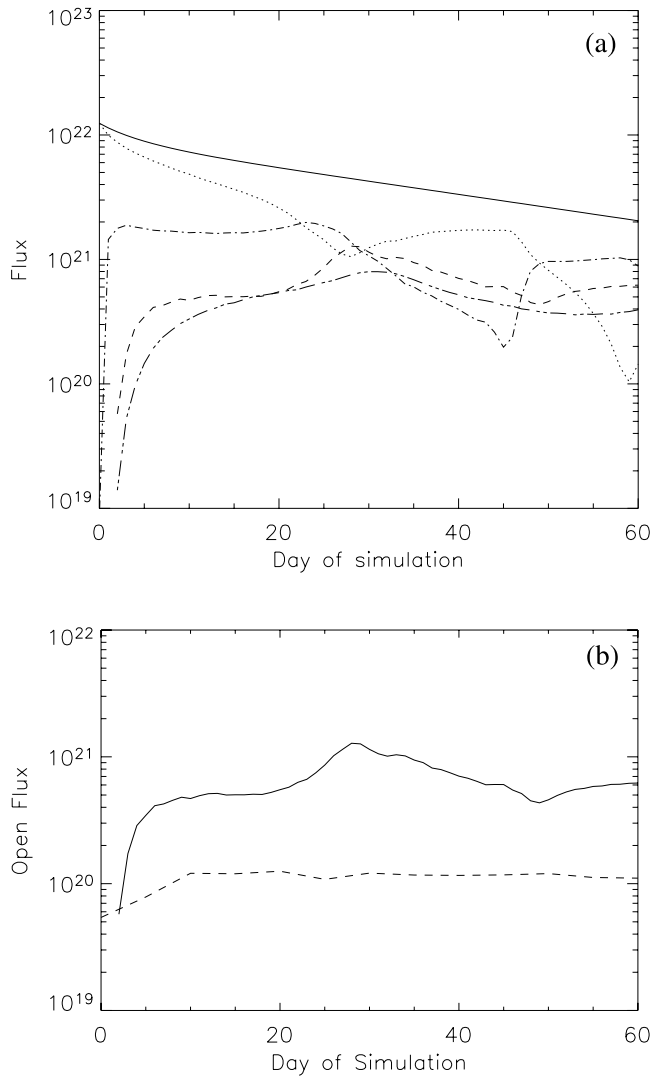 (a)
10^23
10^22
10^21
10^20
10^19
Flux
0 20 40 60
Day of simulation
(b)
10^22
10^21
10^20
10^19
Open Flux
0 20 40 60
Day of Simulation